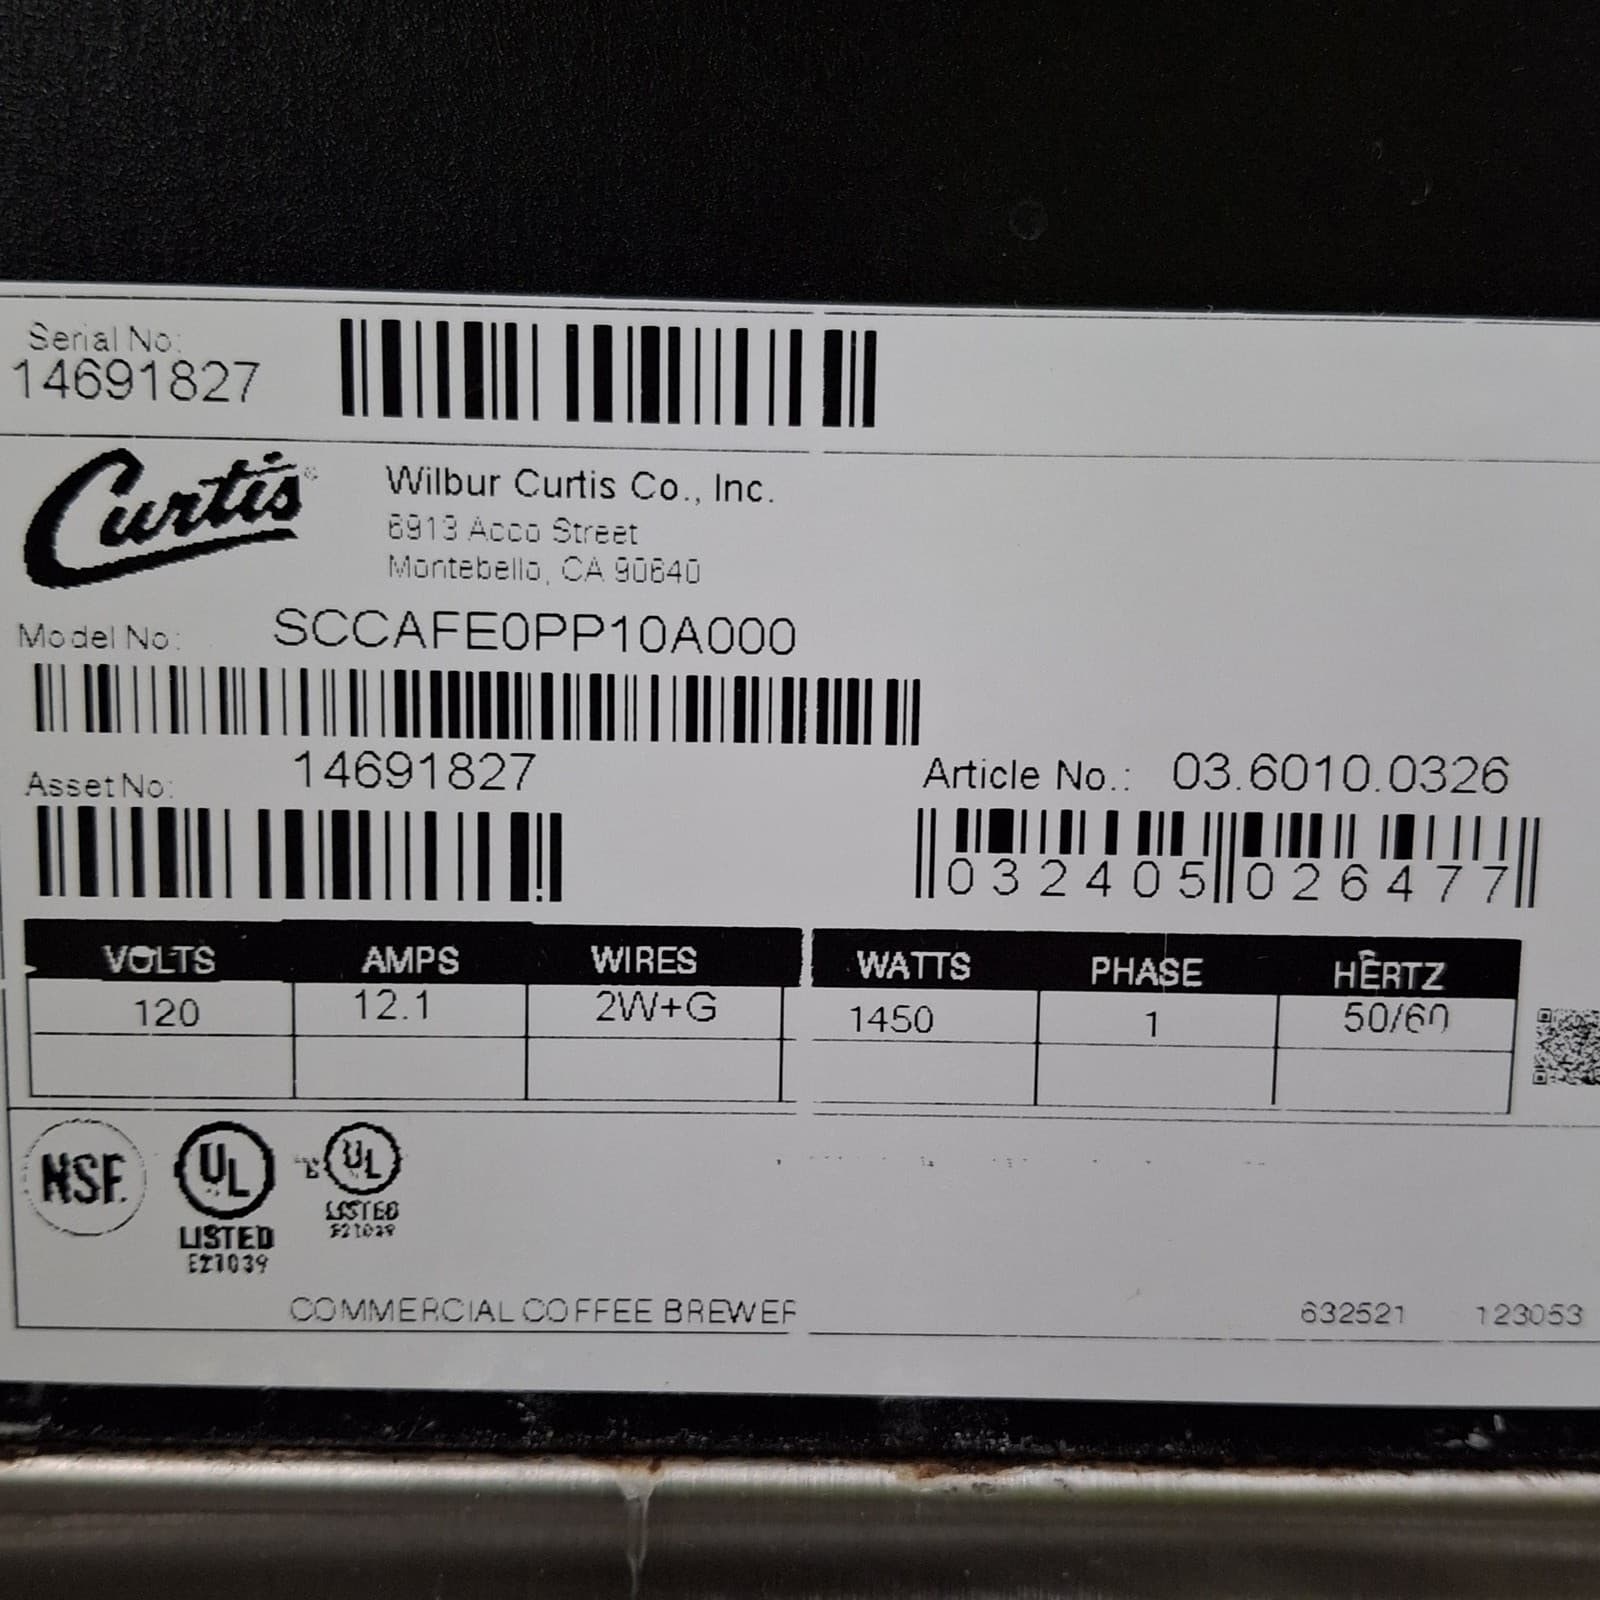 Serial No:
14691827
Curtis®
Wilbur Curtis Co., Inc.
6913 Acco Street
Montebello, CA 90640
Model No: SCCAFE0PP10A000
Asset No: 14691827
Article No.: 03.6010.0326
032405 026477
VOLTS AMPS WIRES WATTS PHASE HERTZ
120 12.1 2W+G 1450 1 50/60
NSF.
UL
LISTED
E27039
UL
LISTED
COMMERCIAL COFFEE BREWER
632521 123053